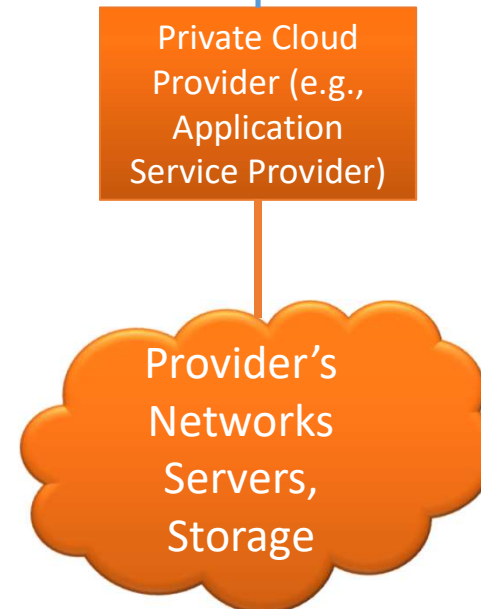 Private Cloud
Provider (e.g.,
Application
Service Provider)
Provider’s
Networks
Servers,
Storage